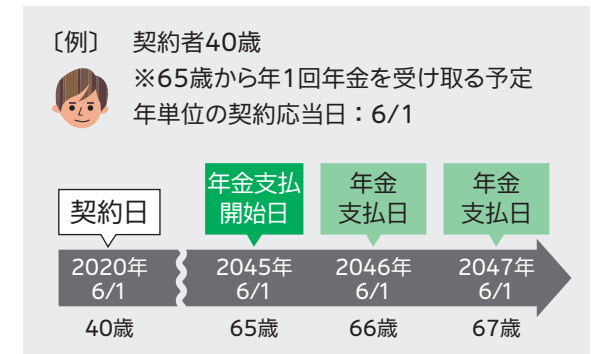 〔例〕 契約者40歳
※65歳から年1回年金を受け取る予定
年単位の契約応当日：6/1
契約日
年金支払
開始日
年金
支払日
年金
支払日
2020年
6/1
2045年
6/1
2046年
6/1
2047年
6/1
40歳
65歳
66歳
67歳